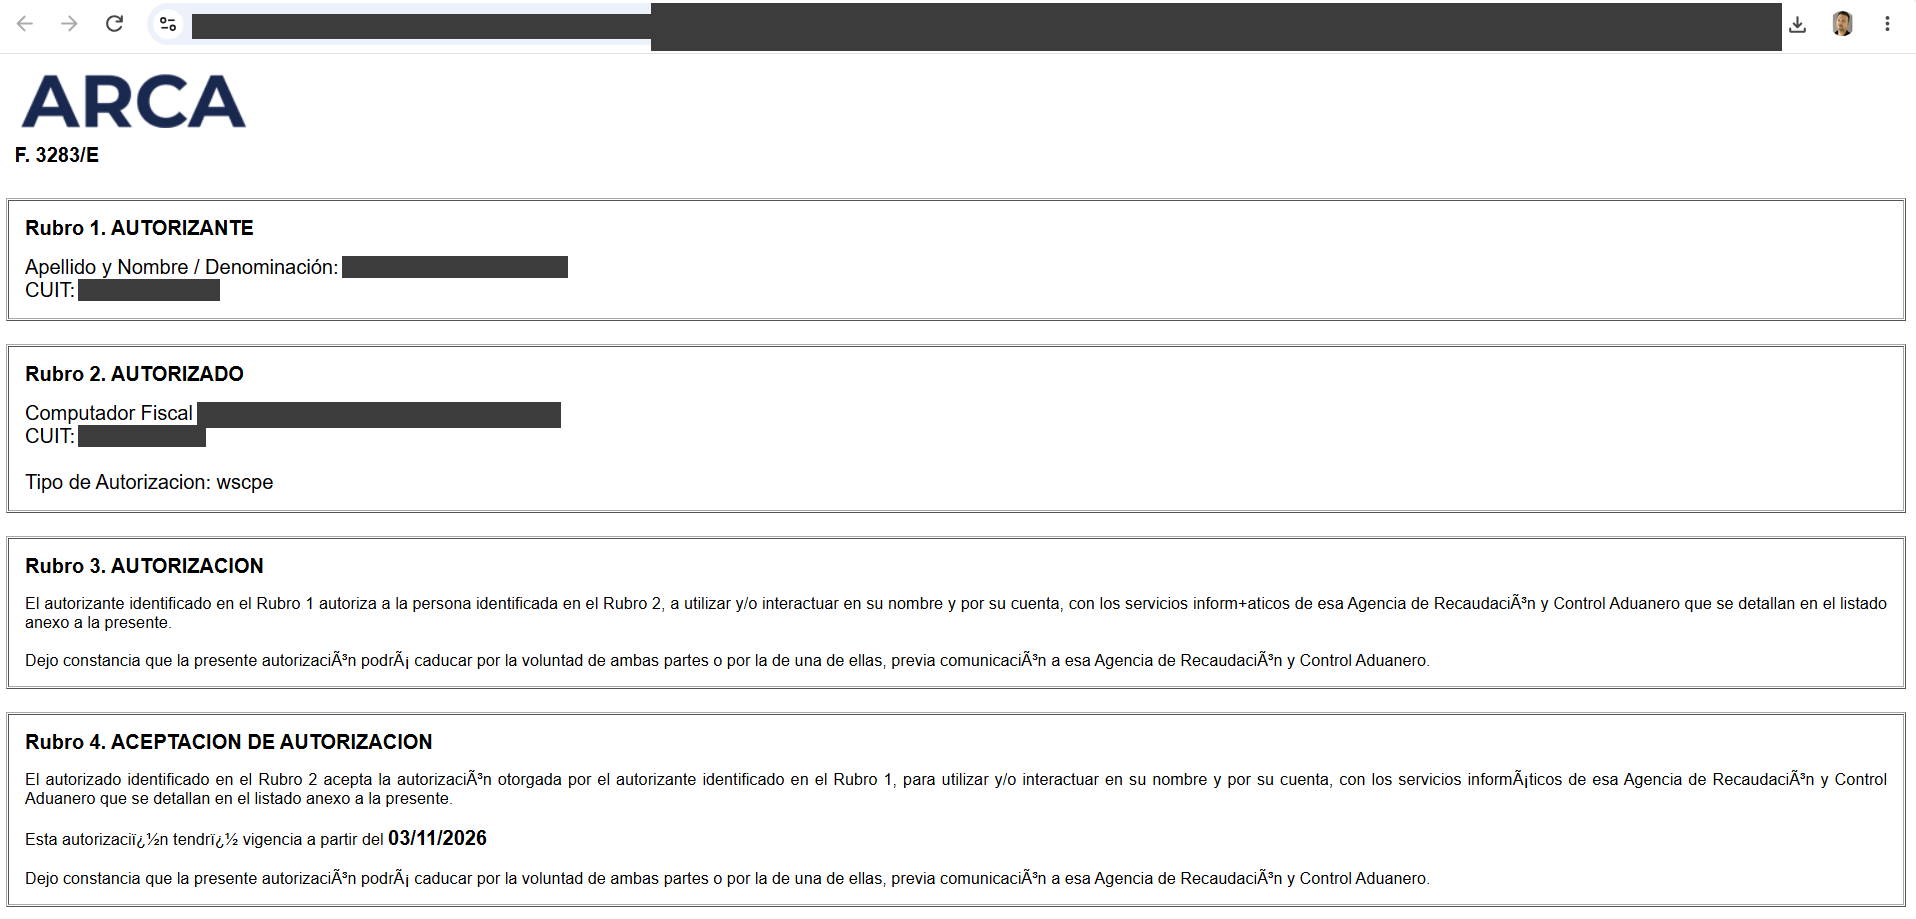 ARCA
F. 3283/E
Rubro 1. AUTORIZANTE
Apellido y Nombre / Denominación:
CUIT:
Rubro 2. AUTORIZADO
Computador Fiscal
CUIT:
Tipo de Autorizacion: wscpe
Rubro 3. AUTORIZACION
El autorizante identificado en el Rubro 1 autoriza a la persona identificada en el Rubro 2, a utilizar y/o interactuar en su nombre y por su cuenta, con los servicios inform+aticos de esa Agencia de RecaudaciÃ³n y Control Aduanero que se detallan en el listado
anexo a la presente.
Dejo constancia que la presente autorizaciÃ³n podrÃ¡ caducar por la voluntad de ambas partes o por la de una de ellas, previa comunicaciÃ³n a esa Agencia de RecaudaciÃ³n y Control Aduanero.
Rubro 4. ACEPTACION DE AUTORIZACION
El autorizado identificado en el Rubro 2 acepta la autorizaciÃ³n otorgada por el autorizante identificado en el Rubro 1, para utilizar y/o interactuar en su nombre y por su cuenta, con los servicios informÃ¡ticos de esa Agencia de RecaudaciÃ³n y Control
Aduanero que se detallan en el listado anexo a la presente.
Esta autorizaciï¿½n tendrï¿½ vigencia a partir del 03/11/2026
Dejo constancia que la presente autorizaciÃ³n podrÃ¡ caducar por la voluntad de ambas partes o por la de una de ellas, previa comunicaciÃ³n a esa Agencia de RecaudaciÃ³n y Control Aduanero.